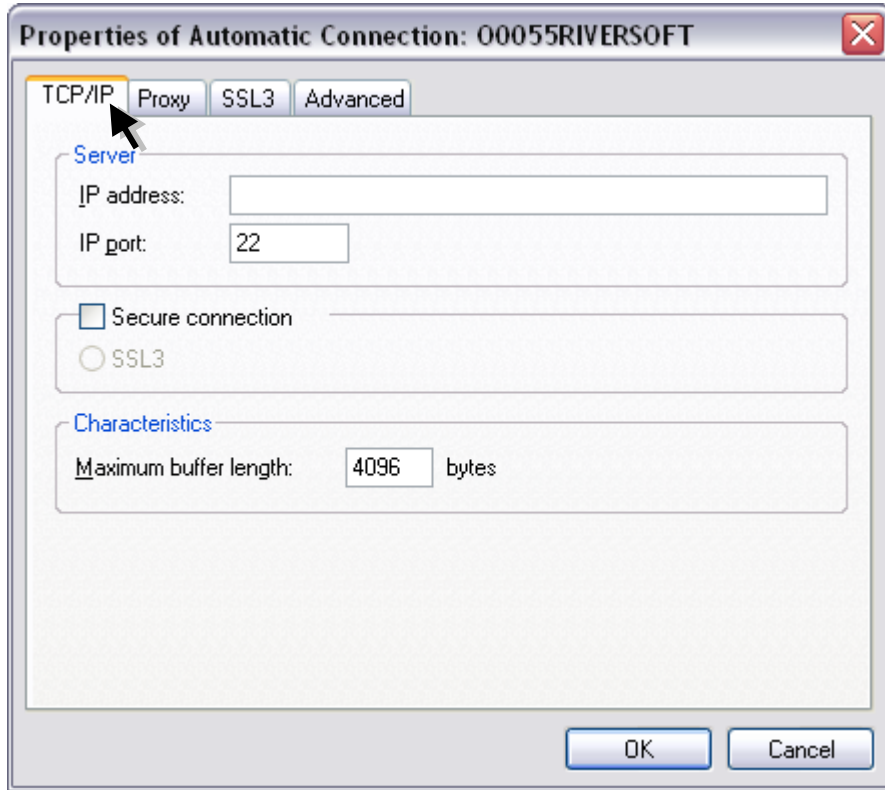 Properties of Automatic Connection: O0055RIVERSOFT
TCP/IP Proxy SSL3 Advanced
Server
IP address:
IP port: 22
Secure connection
SSL3
Characteristics
Maximum buffer length: 4096 bytes
OK Cancel